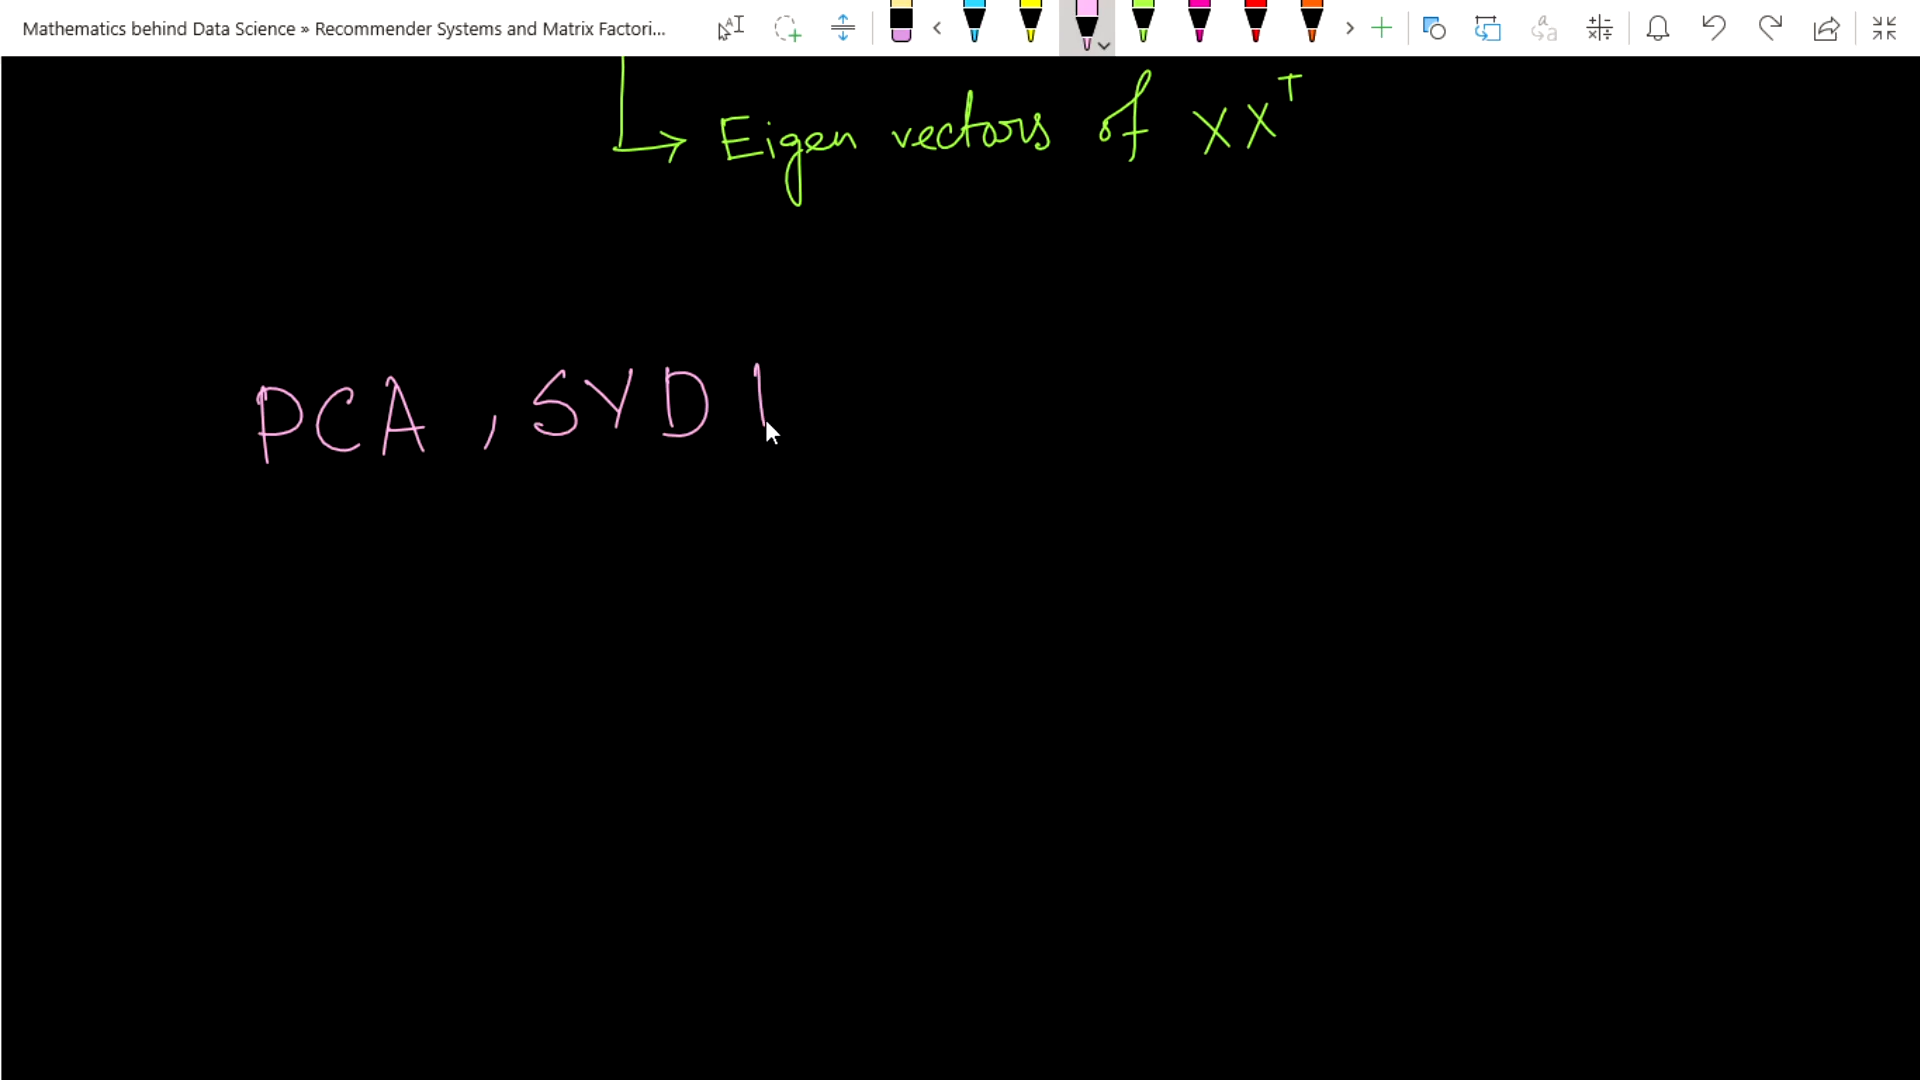 Mathematics behind Data Science » Recommender Systems and Matrix Factori...
→ Eigen vectors of XX^T
PCA , SVD |